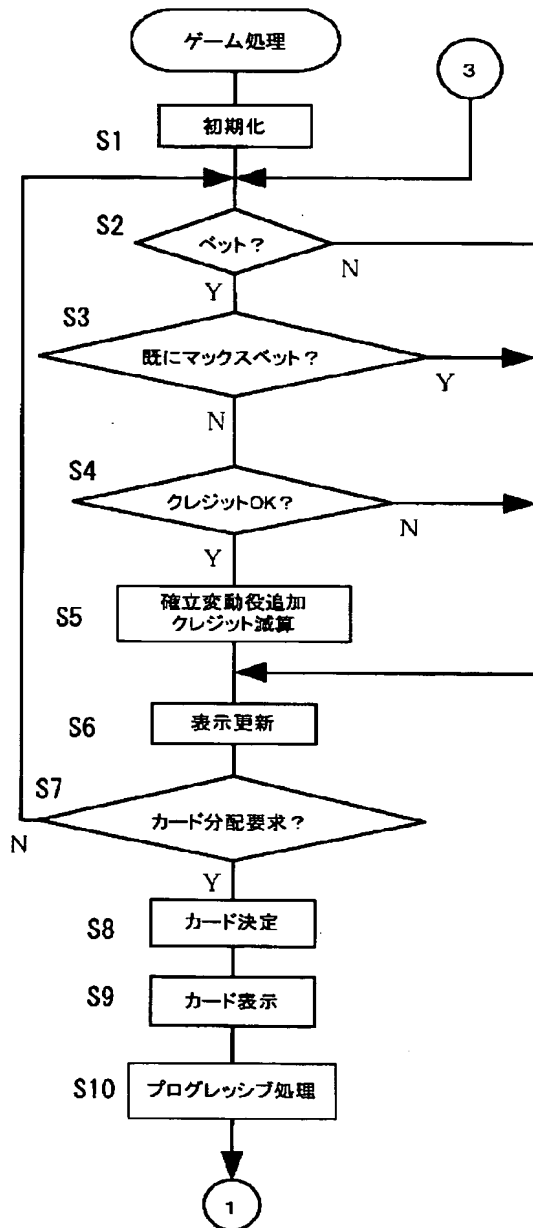 ゲーム処理
3
S1
初期化
S2
ベット?
N
Y
S3
既にマックスベット?
Y
N
S4
クレジットOK?
N
Y
S5
確立変動役追加
クレジット減算
S6
表示更新
S7
カード分配要求?
N
Y
S8
カード決定
S9
カード表示
S10
プログレッシブ処理
1